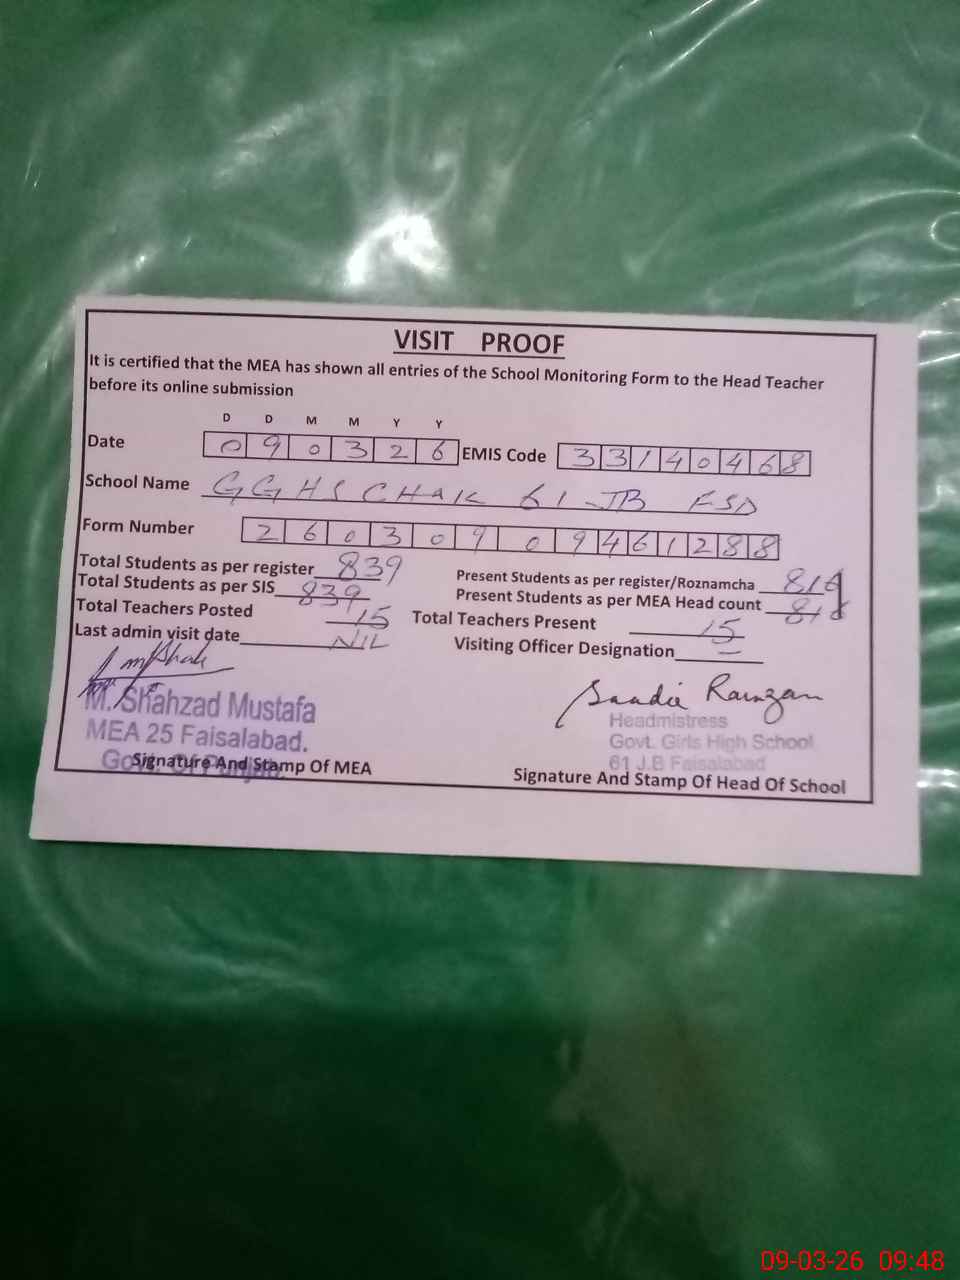 VISIT PROOF
It is certified that the MEA has shown all entries of the School Monitoring Form to the Head Teacher
before its online submission
D D M M Y Y
Date 0 9 0 3 2 6 EMIS Code 3 3 1 4 0 4 6 8
School Name GGHS CHAK 61-JB FSD
Form Number 2 6 0 3 0 9 0 9 4 6 1 2 8 8
Total Students as per register 839 Present Students as per register/Roznamcha
Total Students as per SIS 839 Present Students as per MEA Head count 818
Total Teachers Posted 15 Total Teachers Present 15
Last admin visit date NIL Visiting Officer Designation –
Saadia Ramzan
M. Shahzad Mustafa Headmistress
MEA 25 Faisalabad. Govt. Girls High School
Govt. Of Punjab 61 J.B Faisalabad
Signature And Stamp Of MEA Signature And Stamp Of Head Of School
09-03-26 09:48